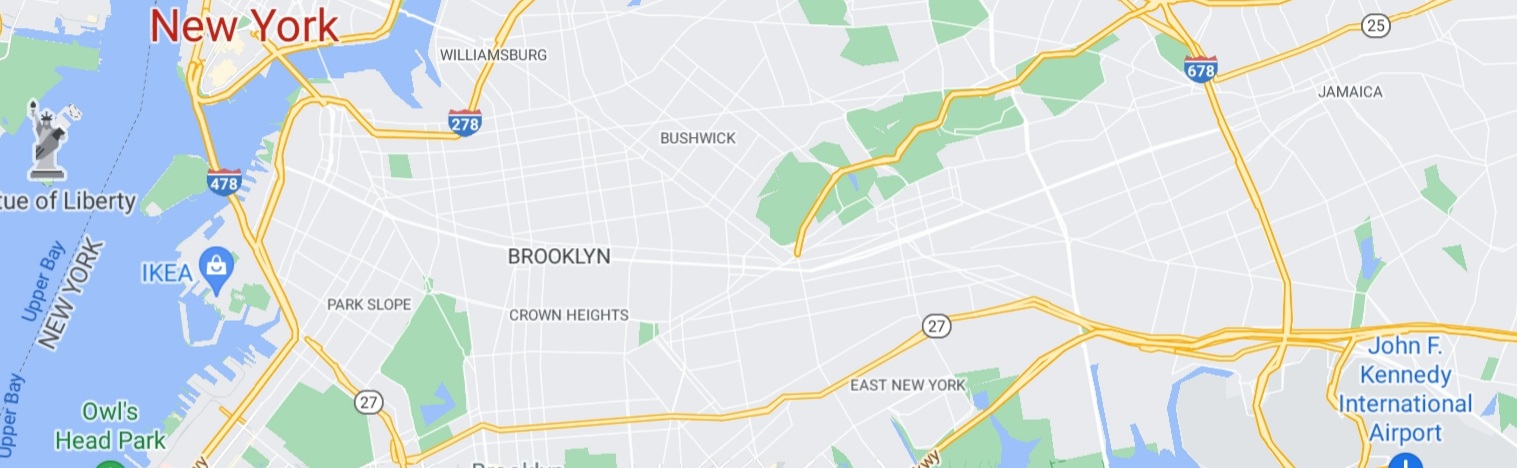 New York
25
WILLIAMSBURG
678
JAMAICA
278
BUSHWICK
478
tue of Liberty
Upper Bay
NEW YORK
IKEA
BROOKLYN
PARK SLOPE
CROWN HEIGHTS
27
John F.
Kennedy
International
Airport
EAST NEW YORK
27
Upper Bay
Owl's
Head Park